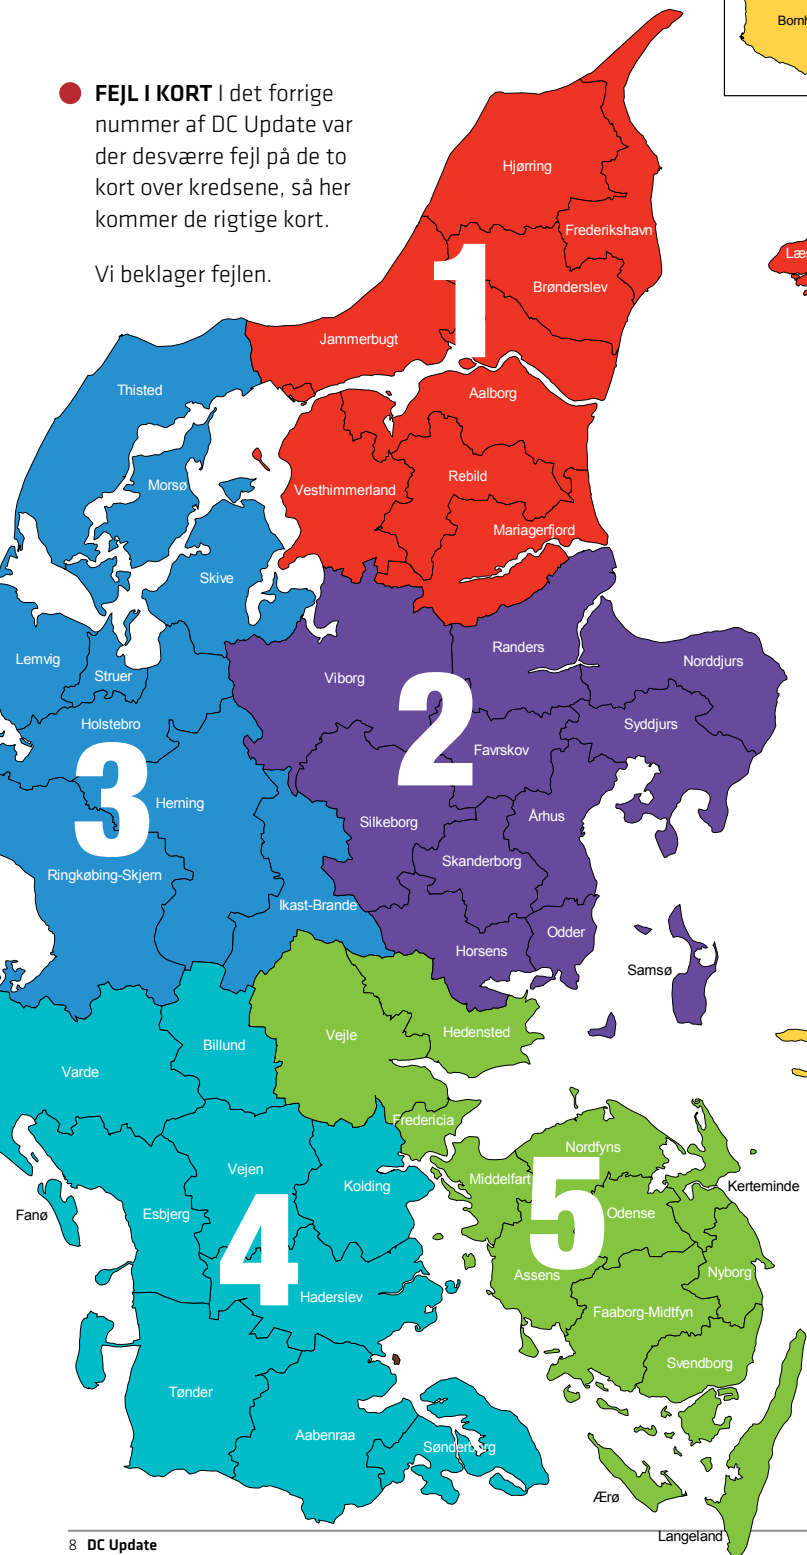 FEJL I KORT I det forrige
nummer af DC Update var
der desværre fejl på de to
kort over kredsene, så her
kommer de rigtige kort.
Vi beklager fejlen.
Hjørring
Frederikshavn
1
Brønderslev
Jammerbugt
Thisted
Aalborg
Morsø
Vesthimmerland
Rebild
Mariagerfjord
Skive
Lemvig
Struer
Viborg
Randers
Norddjurs
2
Holstebro
Favrskov
Syddjurs
3
Herning
Silkeborg
Århus
Skanderborg
Ringkøbing-Skjern
Ikast-Brande
Horsens
Odder
Samsø
Vejle
Hedensted
Billund
Varde
Fredericia
Nordfyns
Vejen
Kolding
Middelfart
5
Kerteminde
Fanø
Esbjerg
4
Odense
Haderslev
Assens
Nyborg
Faaborg-Midtfyn
Svendborg
Tønder
Aabenraa
Sønderborg
Ærø
Langeland
8 DC Update